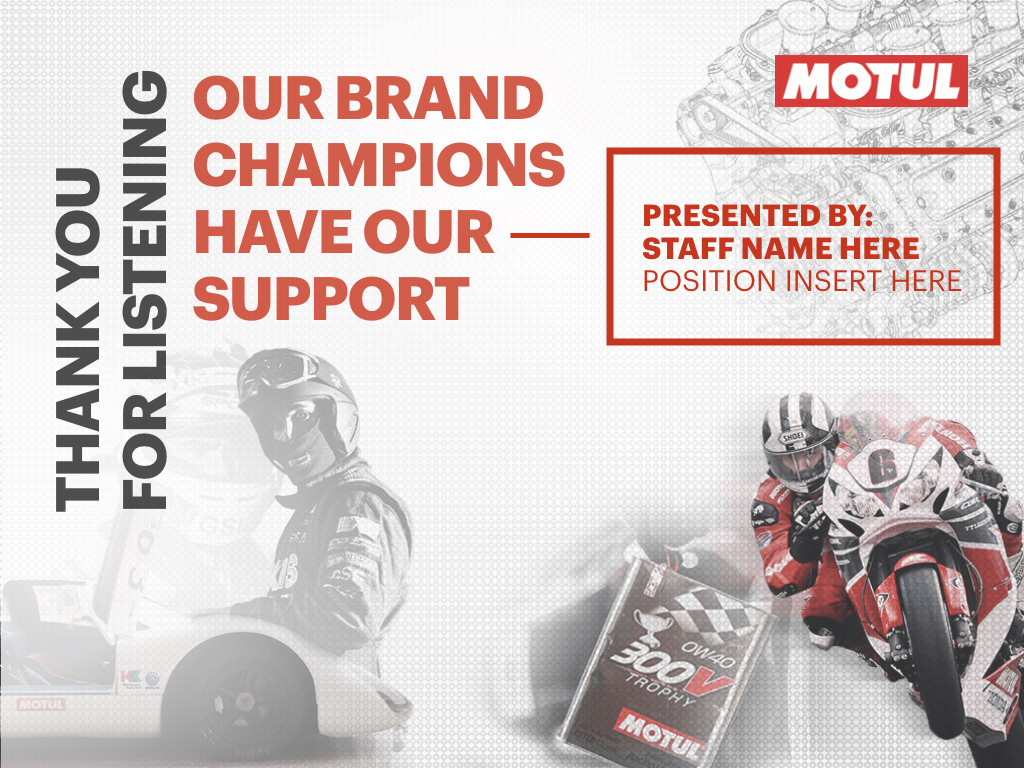 THANK YOU
FOR LISTENING
OUR BRAND
CHAMPIONS
HAVE OUR
SUPPORT
MOTUL
PRESENTED BY:
STAFF NAME HERE
POSITION INSERT HERE
SHOEI
6
0W40
300V
TROPHY
MOTUL
MOTUL